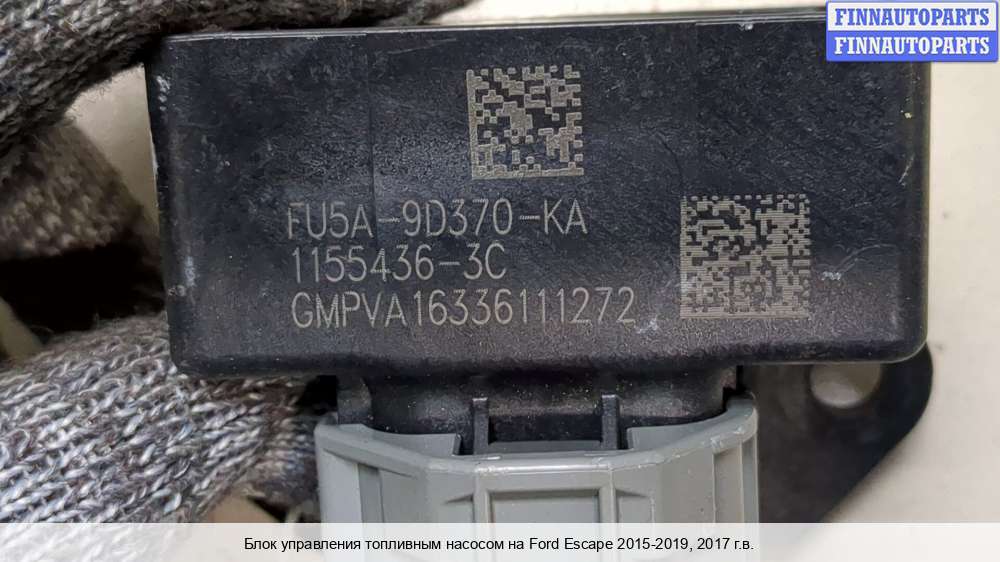 FINNAUTOPARTS
FINNAUTOPARTS
FU5A-9D370-KA
1155436-3C
GMPVA16336111272
Блок управления топливным насосом на Ford Escape 2015-2019, 2017 г.в.